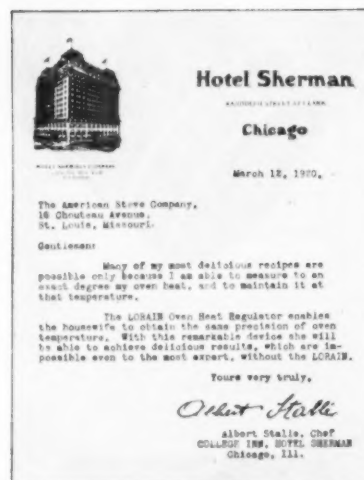 Hotel Sherman
Chicago
March 12, 1920.
The American Stove Company,
16 Chouteau Avenue,
St. Louis, Missouri.
Gentlemen:
Many of my most delicious recipes are
possible only because I am able to measure to an
exact degree my oven heat, and to maintain it at
that temperature.
The LORAIN Oven Heat Regulator enables
the housewife to obtain the same precision of oven
temperature. With this remarkable device she will
be able to achieve delicious results, which are im-
possible even to the most expert, without the LORAIN.
Yours very truly,
Albert Stalle
Albert Stalle, Chef
COLLEGE INN, HOTEL SHERMAN
Chicago, Ill.